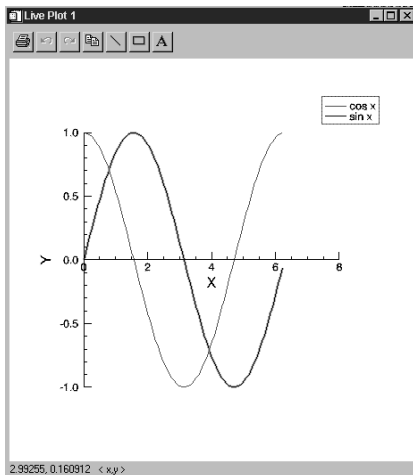 Live Plot 1
A
cos x
sin x
1.0
0.5
0.0
-0.5
-1.0
Y
0 2 4 6 8
X
2.99255, 0.160912 < x,y >